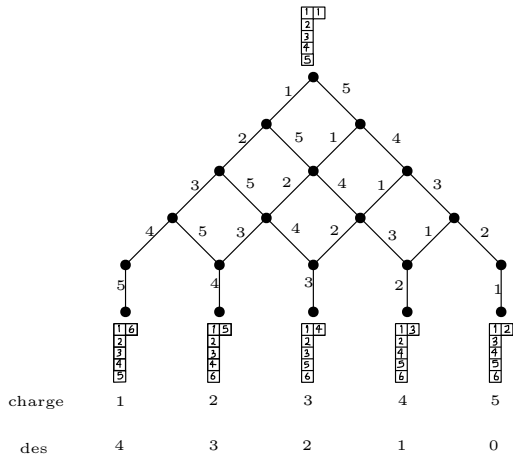 1 1
2
3
4
5
1 5
2 5 1 4
3 5 2 4 1 3
4 5 3 4 2 3 1 2
5 4 3 2 1
1 6 1 5 1 4 1 3 1 2
2 2 2 2 3
3 3 3 4 4
4 4 5 5 5
5 6 6 6 6
charge 1 2 3 4 5
des 4 3 2 1 0